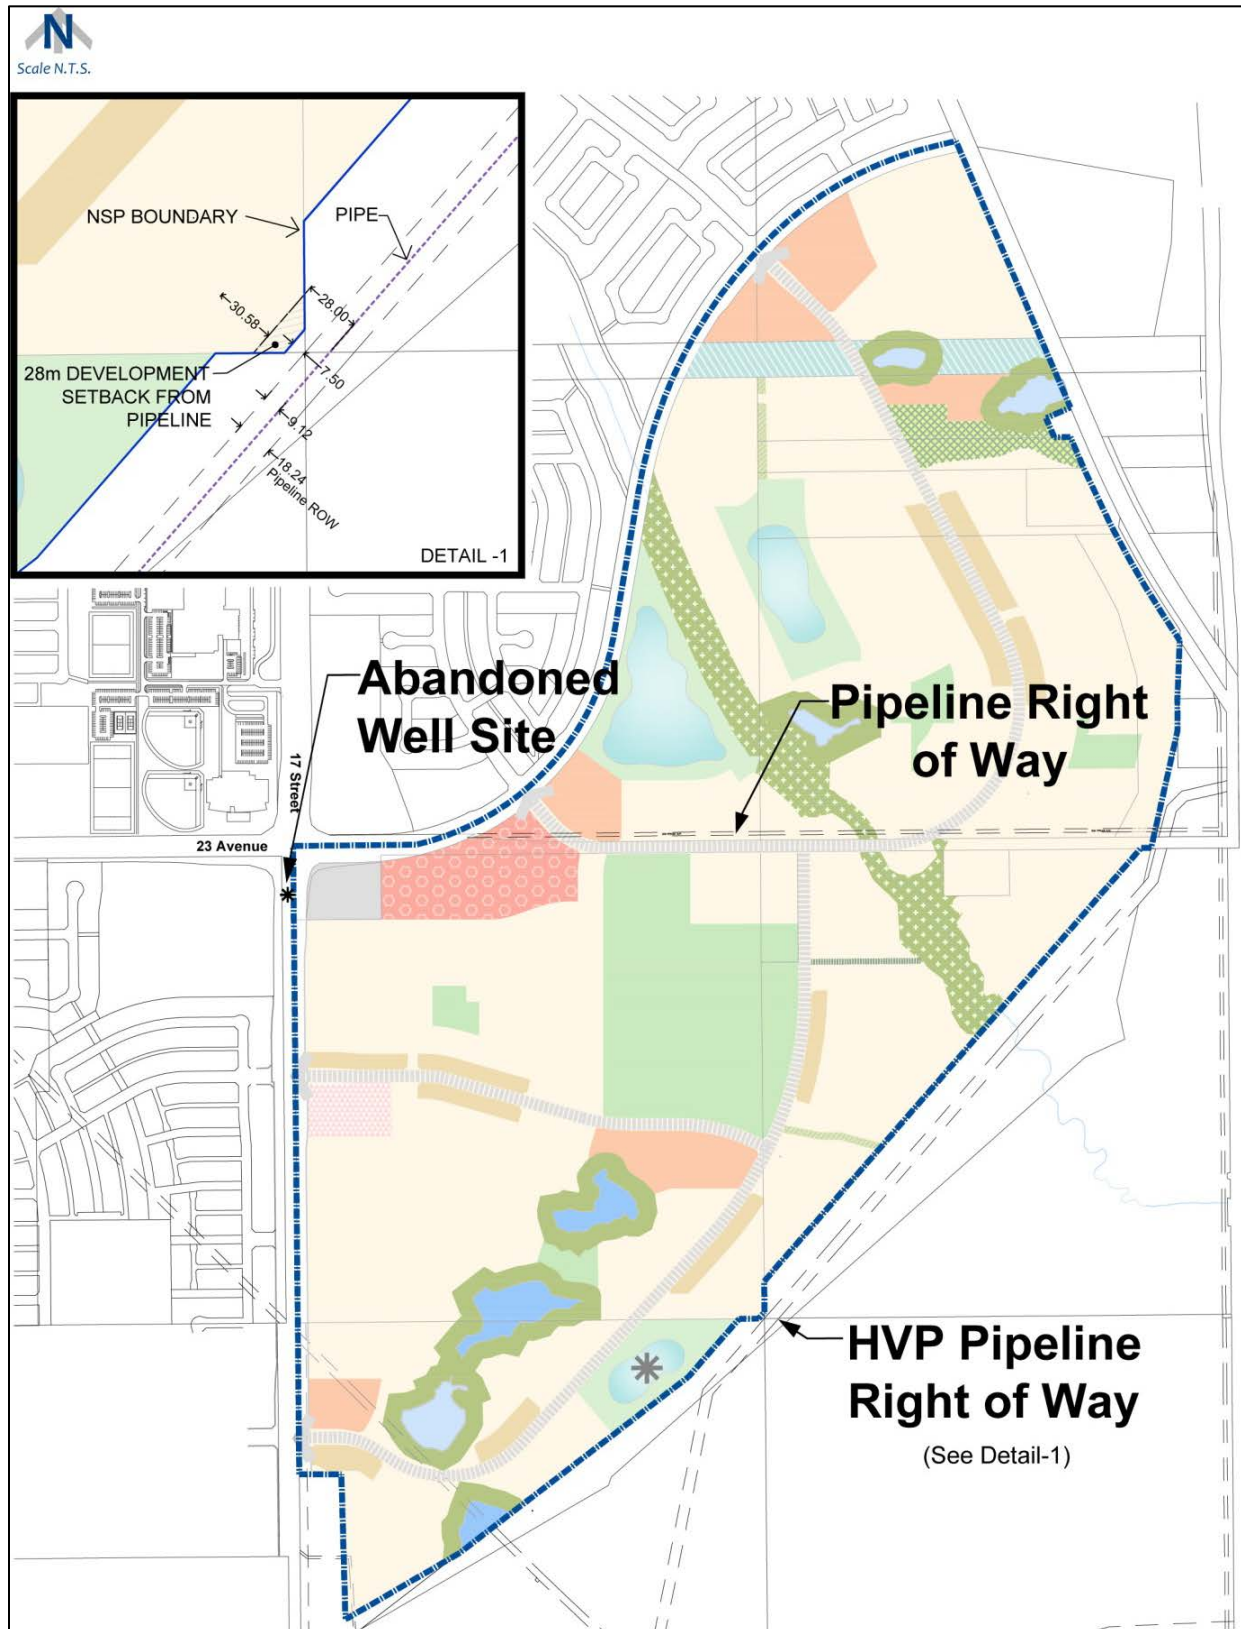 N
Scale N.T.S.
NSP BOUNDARY
PIPE
30.58
28.00
28m DEVELOPMENT
SETBACK FROM
PIPELINE
7.50
9.12
18.24
Pipeline ROW
DETAIL -1
Abandoned
Well Site
Pipeline Right
of Way
17 Street
23 Avenue
HVP Pipeline
Right of Way
(See Detail-1)